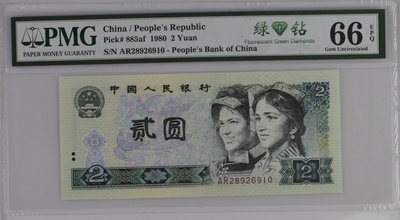 PMG
PAPER MONEY GUARANTY
China / People's Republic
Pick# 885af 1980 2 Yuan
S/N AR28926910 - People's Bank of China
绿 钻
Fluorescent Green Diamonds
66 EPQ
Gem Uncirculated
中国人民银行
贰圆
2
2
2
AR28926910